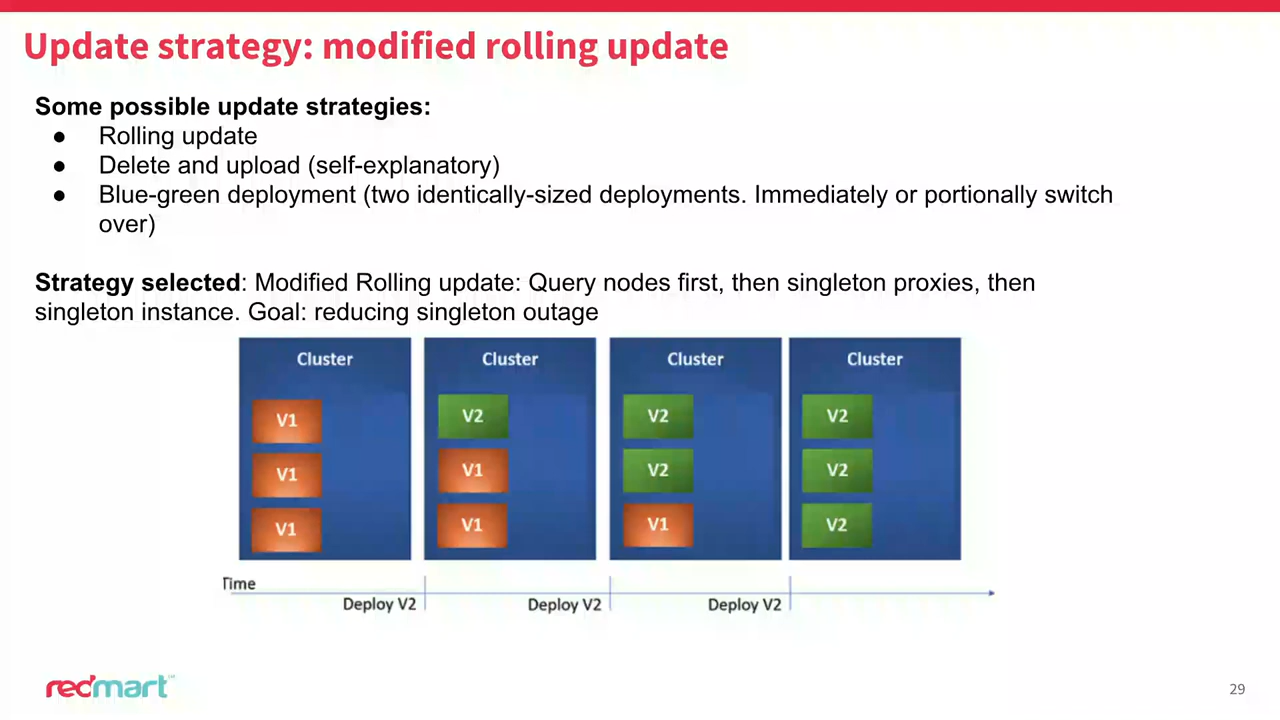 Update strategy: modified rolling update
Some possible update strategies:
● Rolling update
● Delete and upload (self-explanatory)
● Blue-green deployment (two identically-sized deployments. Immediately or portionally switch
over)
Strategy selected: Modified Rolling update: Query nodes first, then singleton proxies, then
singleton instance. Goal: reducing singleton outage
Cluster
V1
V1
V1
Cluster
V2
V1
V1
Cluster
V2
V2
V1
Cluster
V2
V2
V2
Time
Deploy V2
Deploy V2
Deploy V2
redmart
29